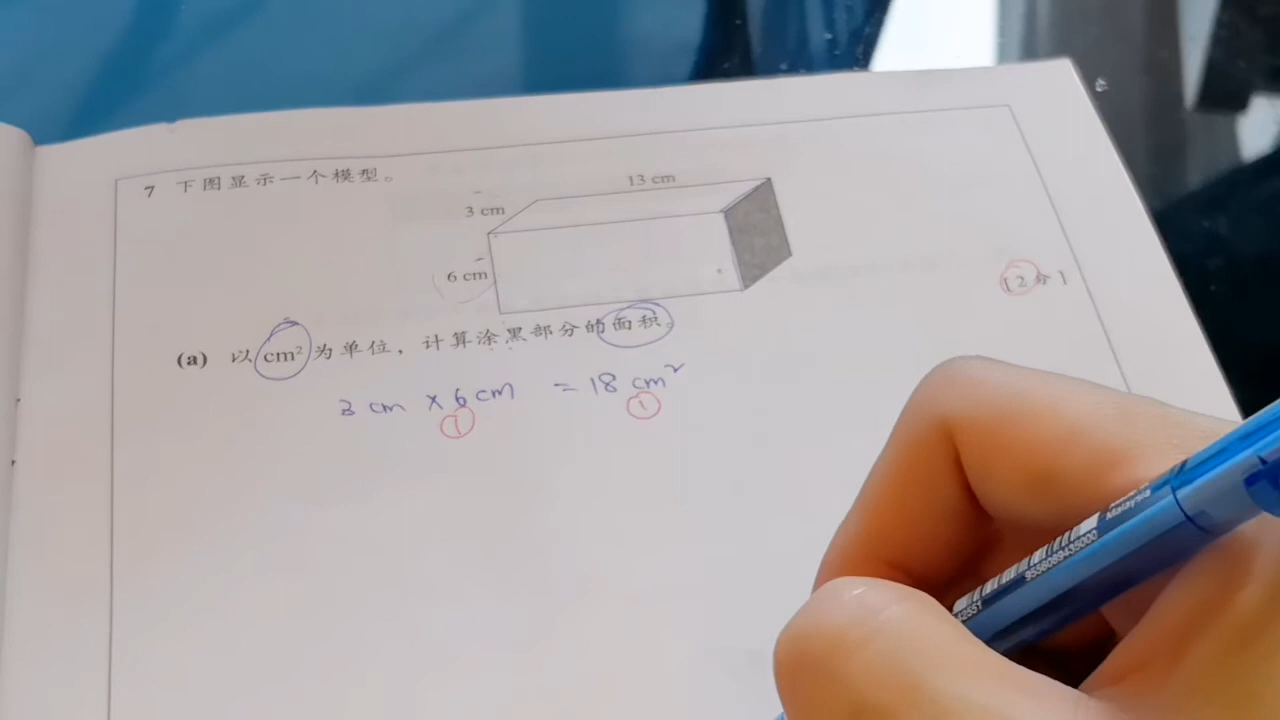 7 下图显示一个模型。
13 cm
3 cm
6 cm
[2分]
(a) 以 cm² 为单位，计算涂黑部分的面积。
3 cm × 6 cm = 18 cm²
① ①
Malaysia
9556089435000